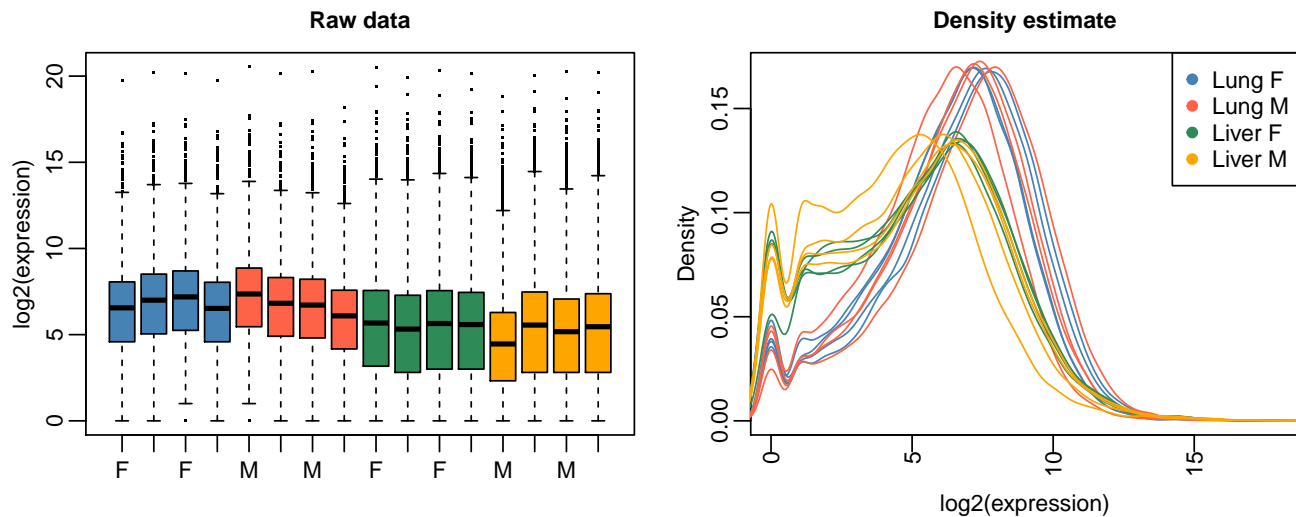 Raw data
log2(expression)
20
15
10
5
0
F F M M F F M M
Density estimate
Density
0.15
0.10
0.05
0.00
0 5 10 15
log2(expression)
Lung F
Lung M
Liver F
Liver M